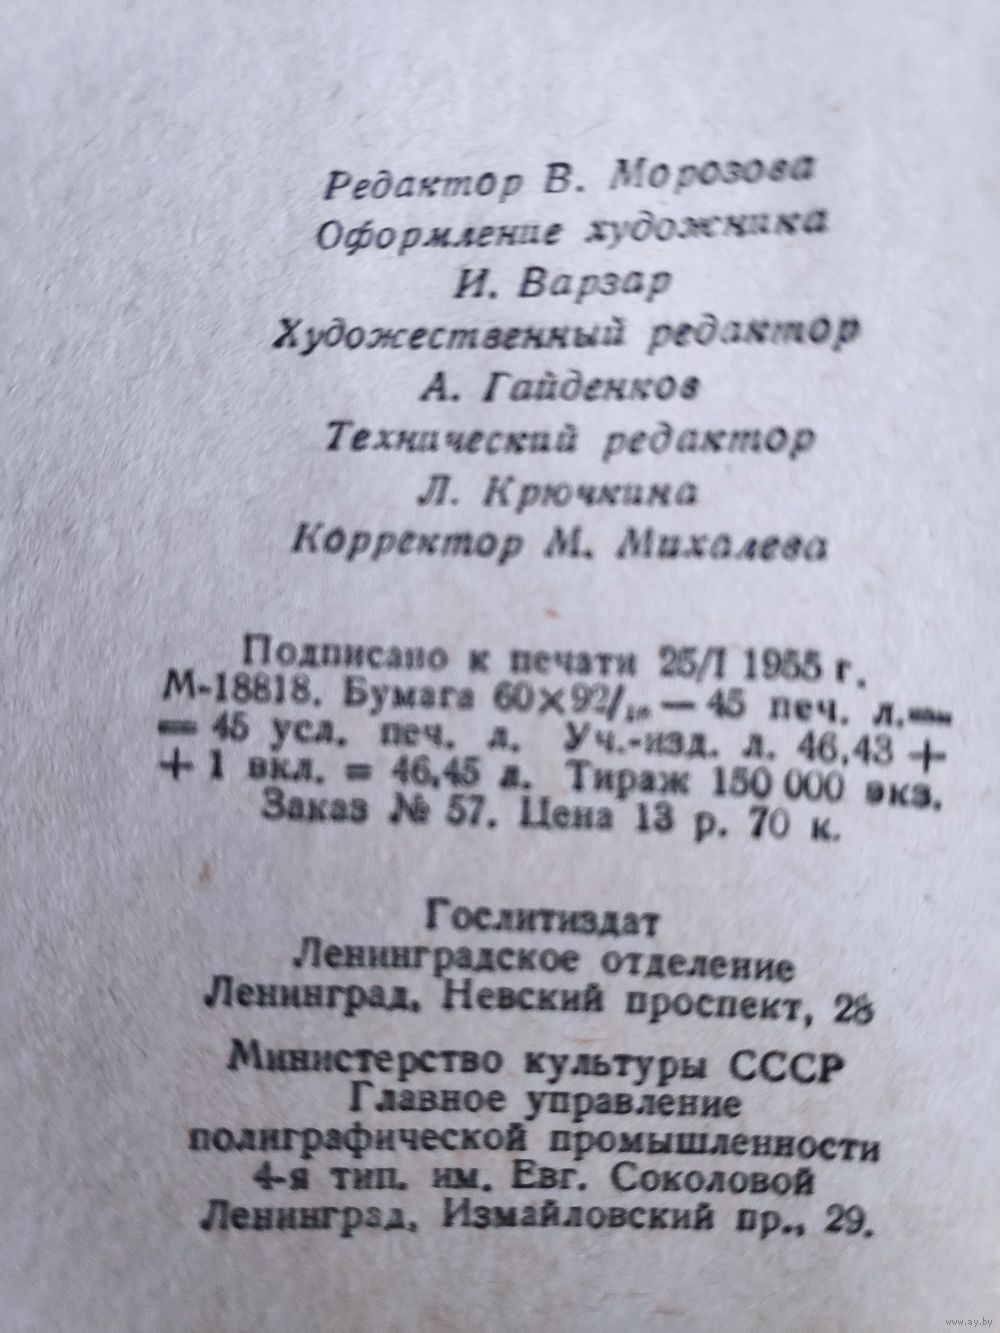 Редактор В. Морозова
Оформление художника
И. Варзар
Художественный редактор
А. Гайденков
Технический редактор
Л. Крючкина
Корректор М. Михалева
Подписано к печати 25/I 1955 г.
М-18818. Бумага 60×92/₁₆ — 45 печ. л. =
= 45 усл. печ. л. Уч.-изд. л. 46,43 +
+ 1 вкл. = 46,45 л. Тираж 150 000 экз.
Заказ № 57. Цена 13 р. 70 к.
Гослитиздат
Ленинградское отделение
Ленинград, Невский проспект, 28
Министерство культуры СССР
Главное управление
полиграфической промышленности
4-я тип. им. Евг. Соколовой
Ленинград, Измайловский пр., 29.
www.ay.by